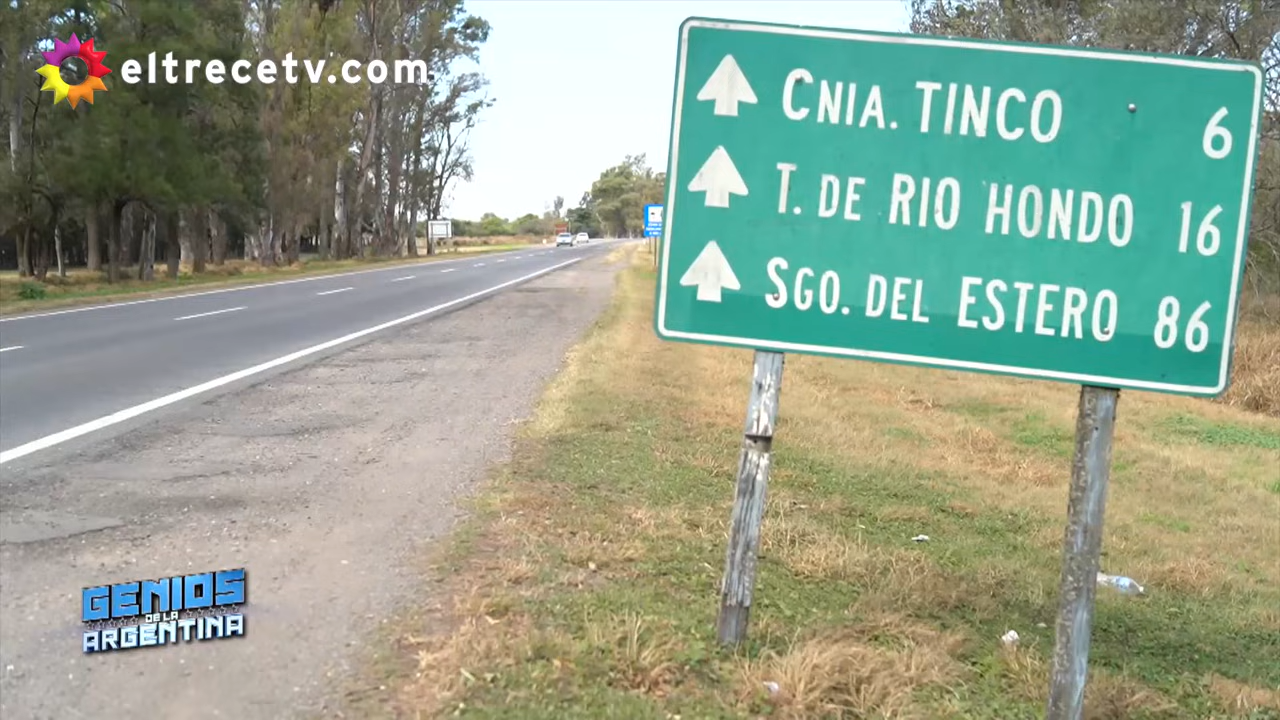 eltrecetv.com
CNIA. TINCO 6
T. DE RIO HONDO 16
SGO. DEL ESTERO 86
GENIOS
DE LA
ARGENTINA